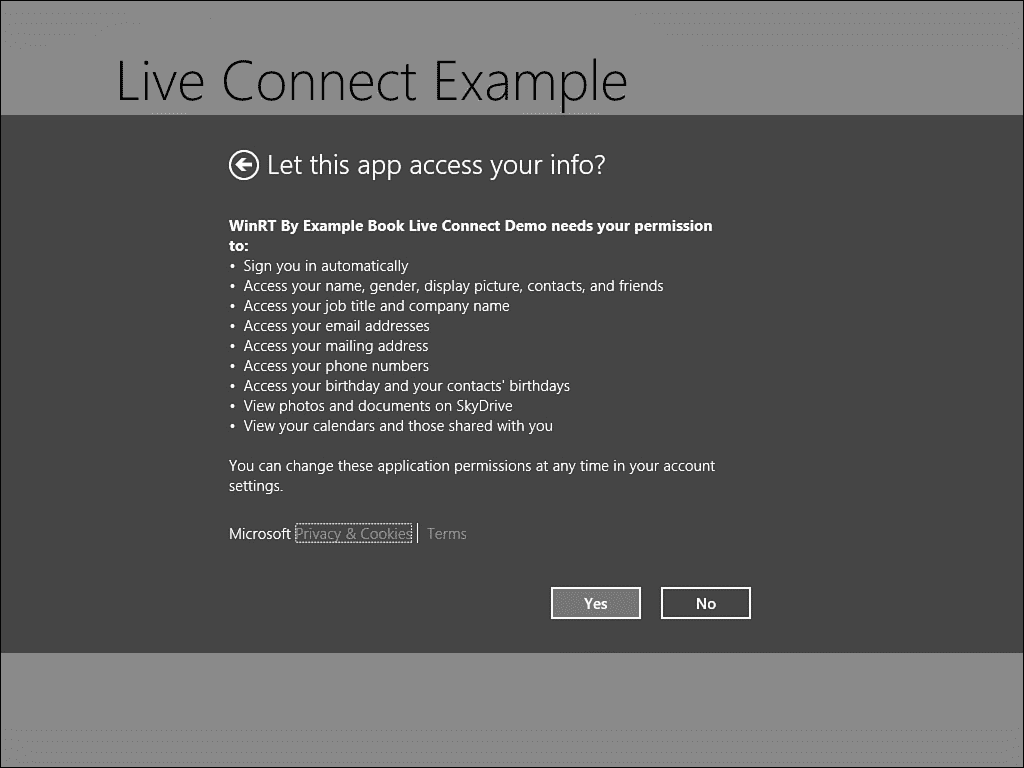 Live Connect Example
Let this app access your info?
WinRT By Example Book Live Connect Demo needs your permission
to:
• Sign you in automatically
• Access your name, gender, display picture, contacts, and friends
• Access your job title and company name
• Access your email addresses
• Access your mailing address
• Access your phone numbers
• Access your birthday and your contacts' birthdays
• View photos and documents on SkyDrive
• View your calendars and those shared with you
You can change these application permissions at any time in your account
settings.
Microsoft Privacy & Cookies | Terms
Yes No